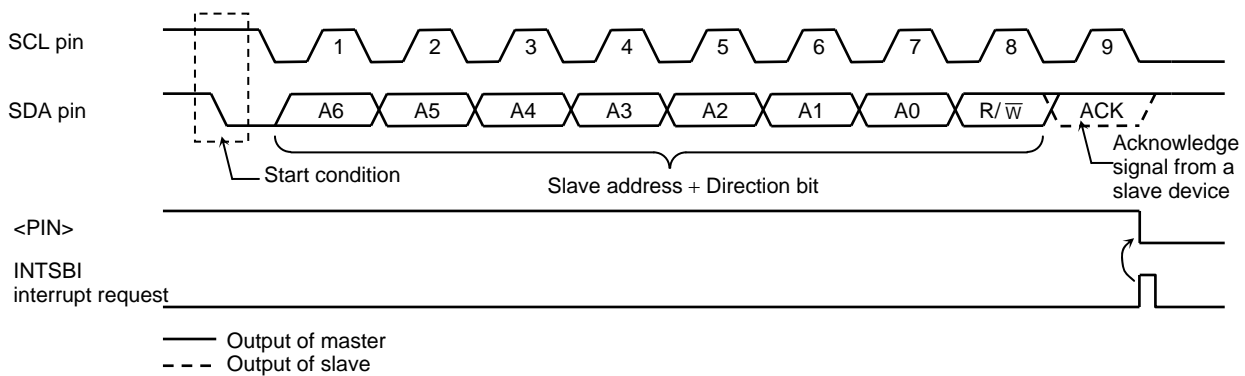 SCL pin
1 2 3 4 5 6 7 8 9
SDA pin
A6 A5 A4 A3 A2 A1 A0 R/W̅ ACK
Start condition
Slave address + Direction bit
Acknowledge
signal from a
slave device
<PIN>
INTSBI
interrupt request
Output of master
Output of slave